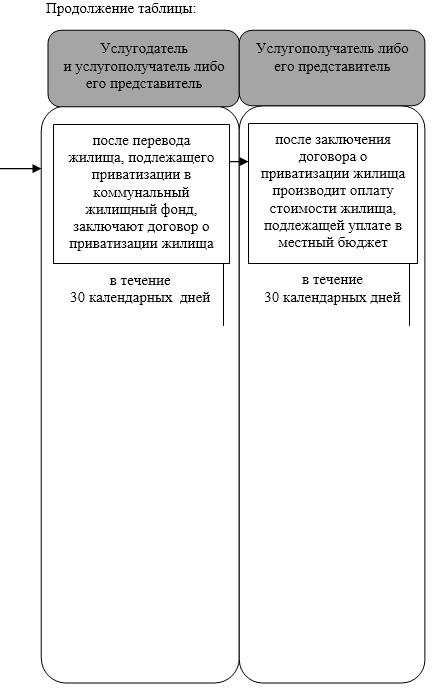 Продолжение таблицы:
Услугодатель
и услугополучатель либо
его представитель
Услугополучатель либо
его представитель
после перевода
жилища, подлежащего
приватизации в
коммунальный
жилищный фонд,
заключают договор о
приватизации жилища
в течение
30 календарных дней
после заключения
договора о
приватизации жилища
производит оплату
стоимости жилища,
подлежащей уплате в
местный бюджет
в течение
30 календарных дней